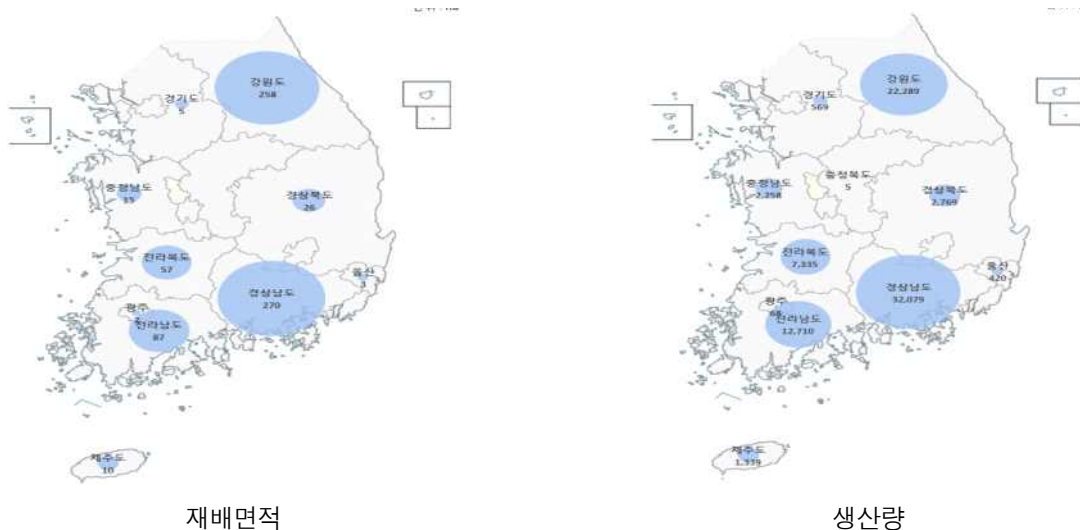 강원도
258
경기도
5
충청남도
15
경상북도
26
전라북도
57
울산
3
경상남도
270
광주
2
전라남도
87
제주도
10
재배면적
강원도
22,289
경기도
569
충청북도
5
충청남도
2,258
경상북도
2,769
전라북도
7,335
울산
420
경상남도
32,079
광주
68
전라남도
12,710
제주도
1,339
생산량